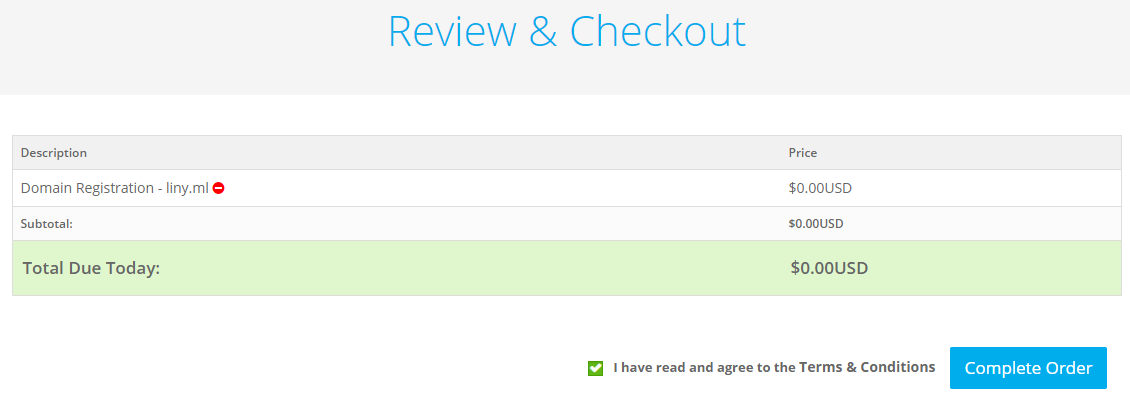 Review & Checkout
Description Price
Domain Registration - liny.ml $0.00USD
Subtotal: $0.00USD
Total Due Today: $0.00USD
I have read and agree to the Terms & Conditions Complete Order